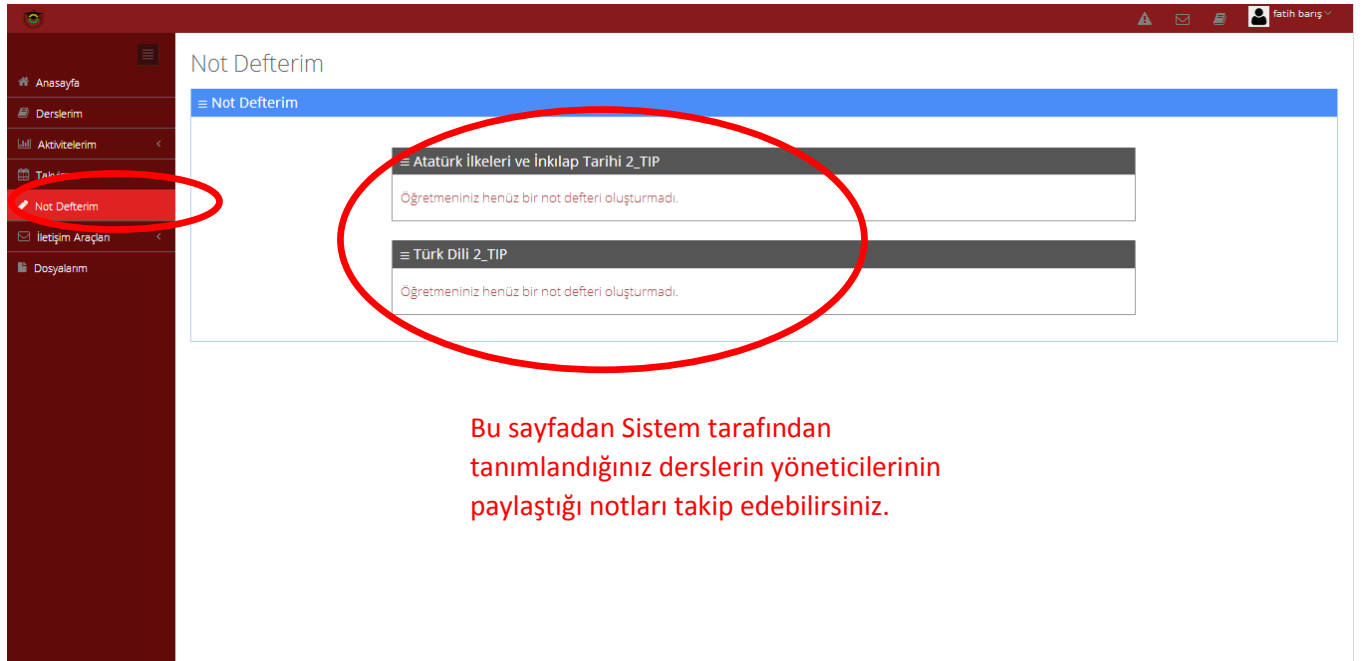 fatih barış
Anasayfa
Derslerim
Aktivitelerim
Not Defterim
İletişim Araçları
Dosyalarım
Not Defterim
Not Defterim
Atatürk İlkeleri ve İnkılap Tarihi 2_TIP
Öğretmeniniz henüz bir not defteri oluşturmadı.
Türk Dili 2_TIP
Öğretmeniniz henüz bir not defteri oluşturmadı.
Bu sayfadan Sistem tarafından
tanımlandığınız derslerin yöneticilerinin
paylaştığı notları takip edebilirsiniz.